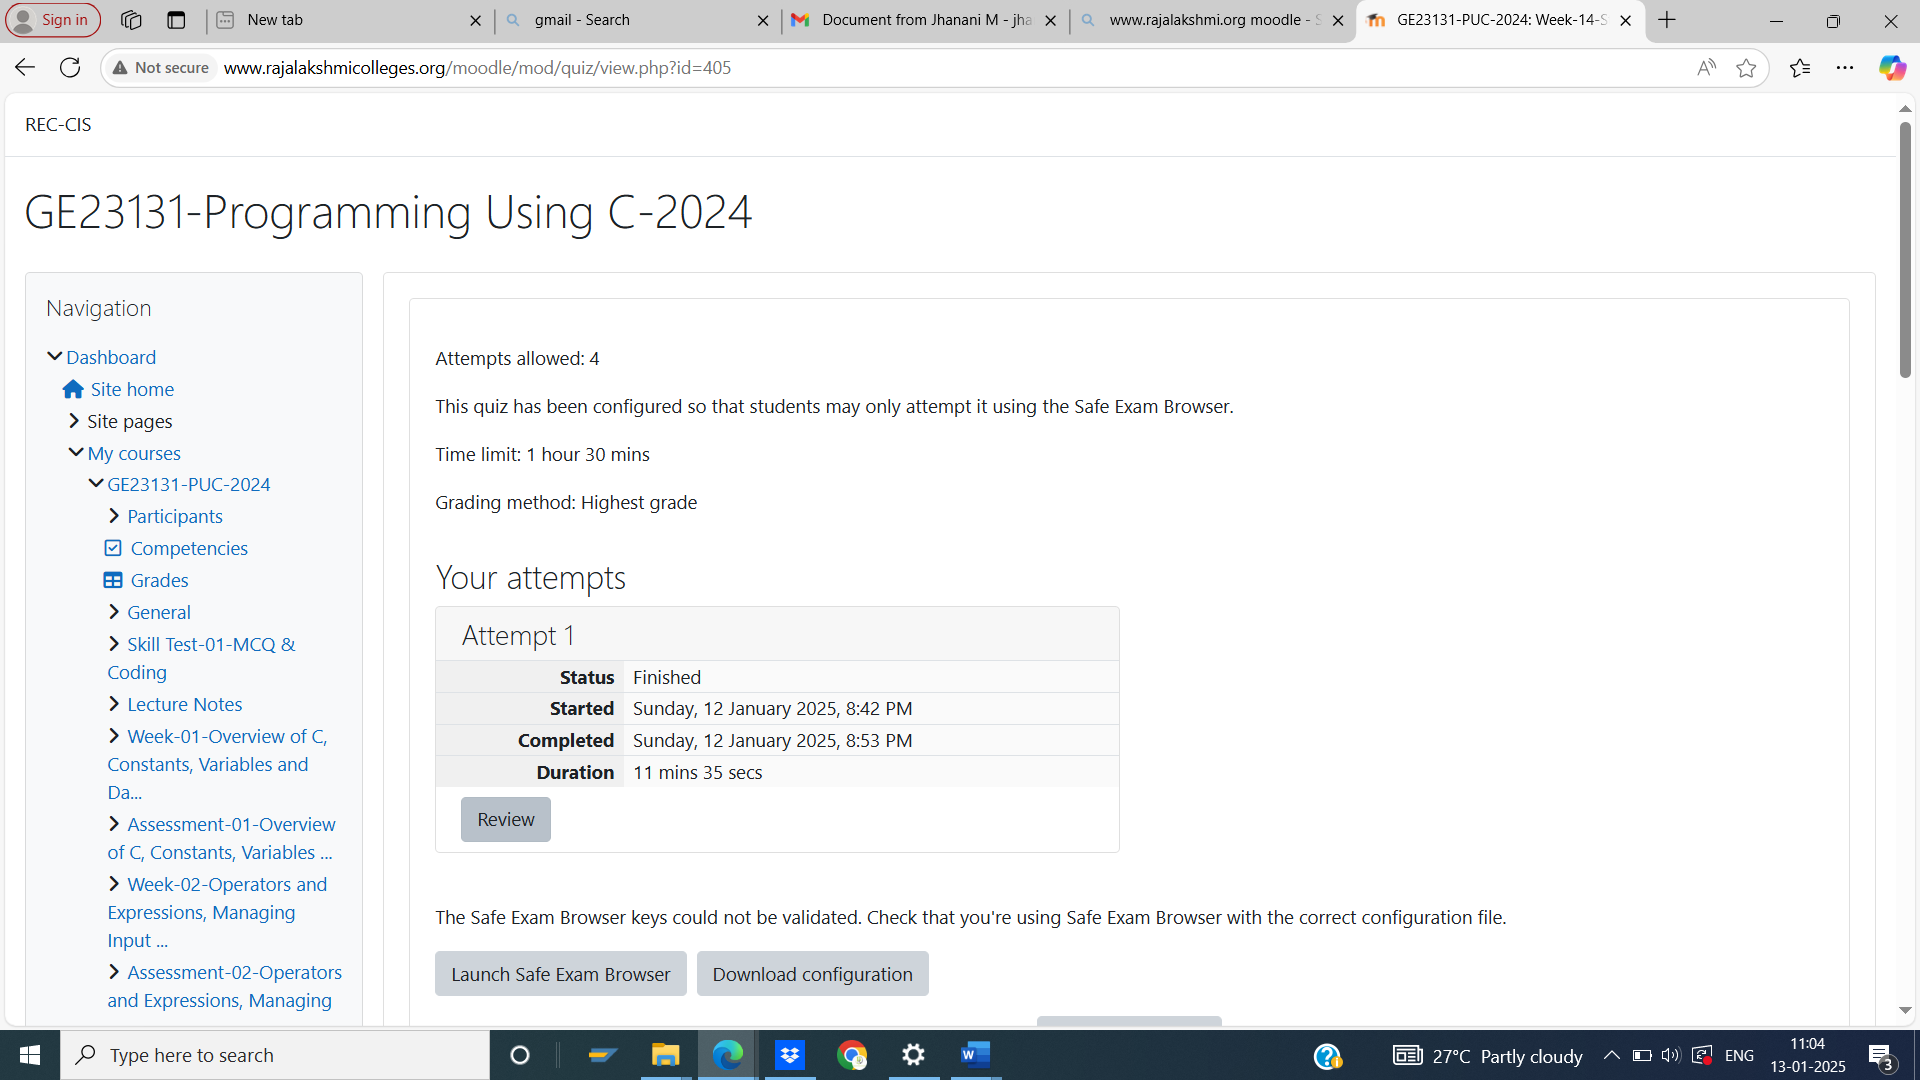 Sign in
New tab
gmail - Search
Document from Jhanani M - jha
www.rajalakshmi.org moodle - S
GE23131-PUC-2024: Week-14-S
Not secure
www.rajalakshmicolleges.org/moodle/mod/quiz/view.php?id=405
REC-CIS
GE23131-Programming Using C-2024
Navigation
Dashboard
Site home
Site pages
My courses
GE23131-PUC-2024
Participants
Competencies
Grades
General
Skill Test-01-MCQ &
Coding
Lecture Notes
Week-01-Overview of C,
Constants, Variables and
Da...
Assessment-01-Overview
of C, Constants, Variables ...
Week-02-Operators and
Expressions, Managing
Input ...
Assessment-02-Operators
and Expressions, Managing
Attempts allowed: 4
This quiz has been configured so that students may only attempt it using the Safe Exam Browser.
Time limit: 1 hour 30 mins
Grading method: Highest grade
Your attempts
Attempt 1
Status Finished
Started Sunday, 12 January 2025, 8:42 PM
Completed Sunday, 12 January 2025, 8:53 PM
Duration 11 mins 35 secs
Review
The Safe Exam Browser keys could not be validated. Check that you're using Safe Exam Browser with the correct configuration file.
Launch Safe Exam Browser
Download configuration
Type here to search
27°C Partly cloudy
ENG
11:04
13-01-2025
3